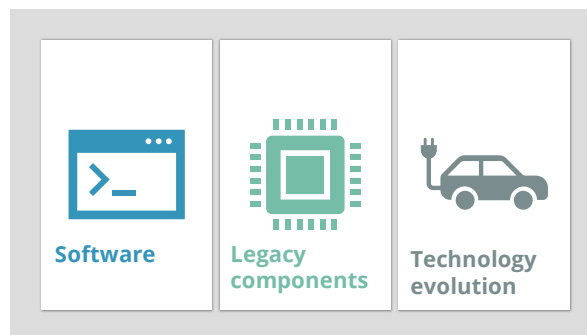 Software
Legacy
components
Technology
evolution